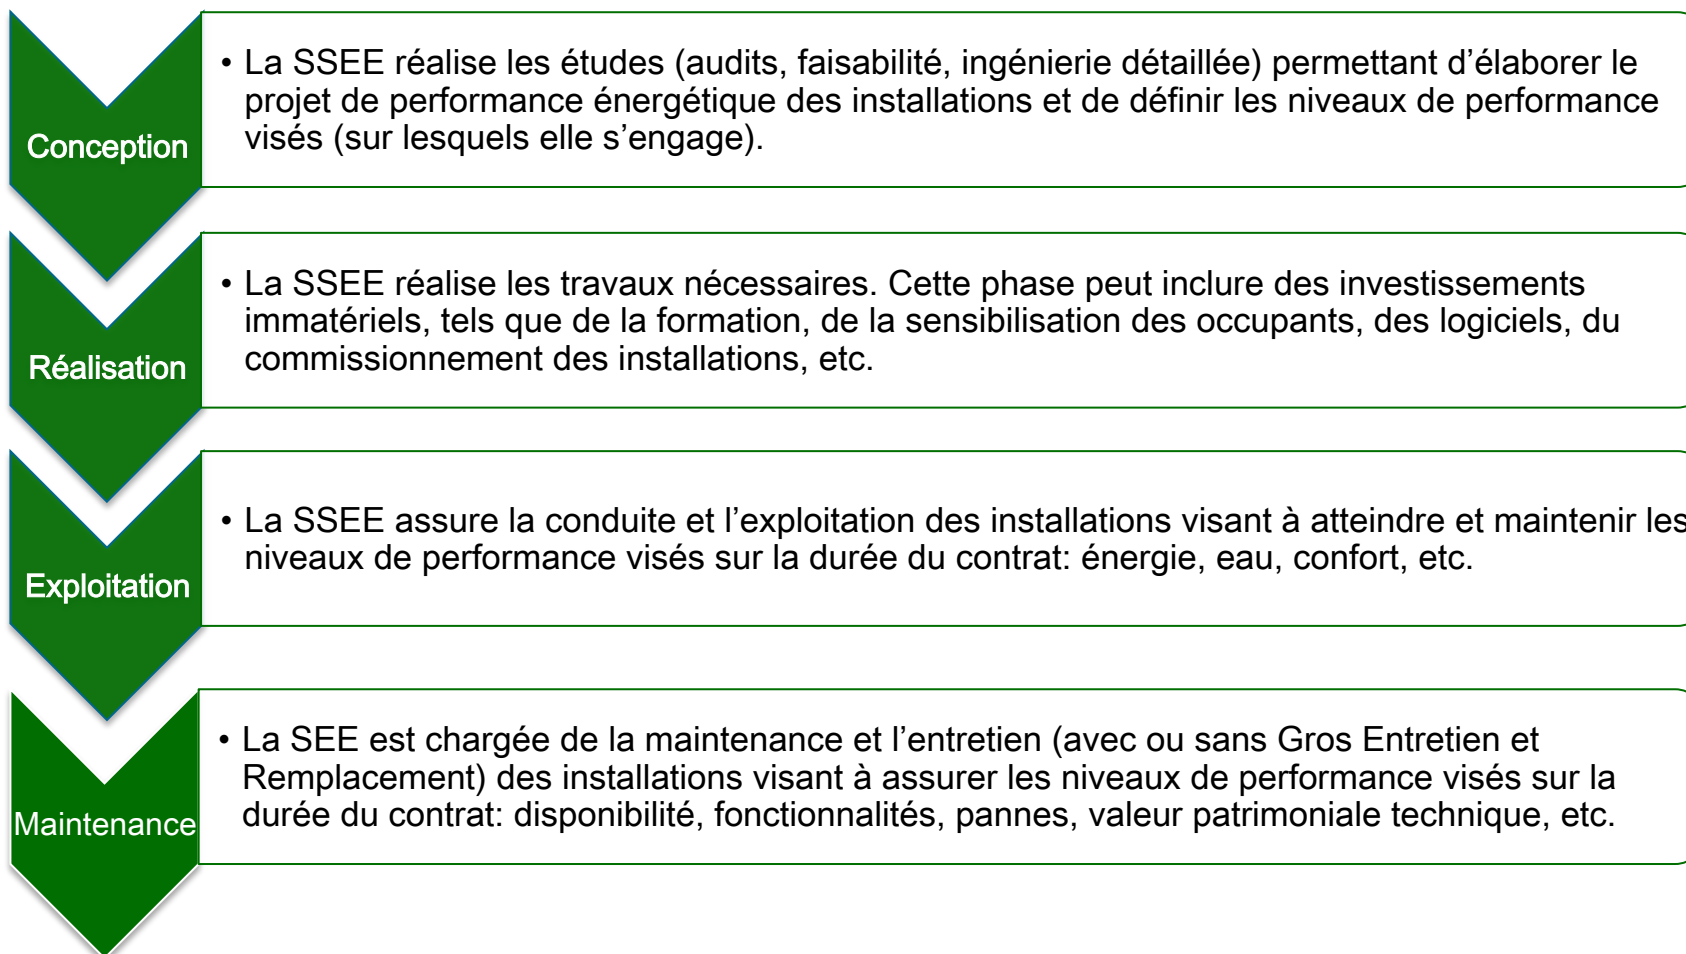 Conception
• La SSEE réalise les études (audits, faisabilité, ingénierie détaillée) permettant d’élaborer le
projet de performance énergétique des installations et de définir les niveaux de performance
visés (sur lesquels elle s’engage).
Réalisation
• La SSEE réalise les travaux nécessaires. Cette phase peut inclure des investissements
immatériels, tels que de la formation, de la sensibilisation des occupants, des logiciels, du
commissionnement des installations, etc.
Exploitation
• La SSEE assure la conduite et l’exploitation des installations visant à atteindre et maintenir les
niveaux de performance visés sur la durée du contrat: énergie, eau, confort, etc.
Maintenance
• La SEE est chargée de la maintenance et l’entretien (avec ou sans Gros Entretien et
Remplacement) des installations visant à assurer les niveaux de performance visés sur la
durée du contrat: disponibilité, fonctionnalités, pannes, valeur patrimoniale technique, etc.